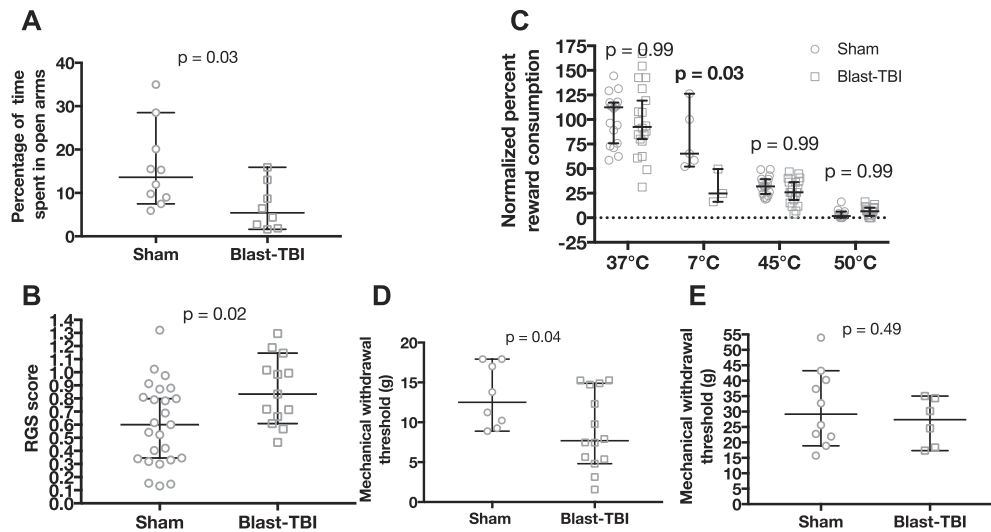 A
p = 0.03
Percentage of time
spent in open arms
40
30
20
10
0
Sham
Blast-TBI
C
Normalized percent
reward consumption
175
150
125
100
75
50
25
0
-25
p = 0.99
p = 0.03
p = 0.99
p = 0.99
Sham
Blast-TBI
37°C
7°C
45°C
50°C
B
p = 0.02
RGS score
1.4
1.3
1.2
1.1
1.0
0.9
0.8
0.7
0.6
0.5
0.4
0.3
0.2
0.1
0.0
Sham
Blast-TBI
D
p = 0.04
Mechanical withdrawal
threshold (g)
20
15
10
5
0
Sham
Blast-TBI
E
p = 0.49
Mechanical withdrawal
threshold (g)
55
50
45
40
35
30
25
20
15
10
5
0
Sham
Blast-TBI